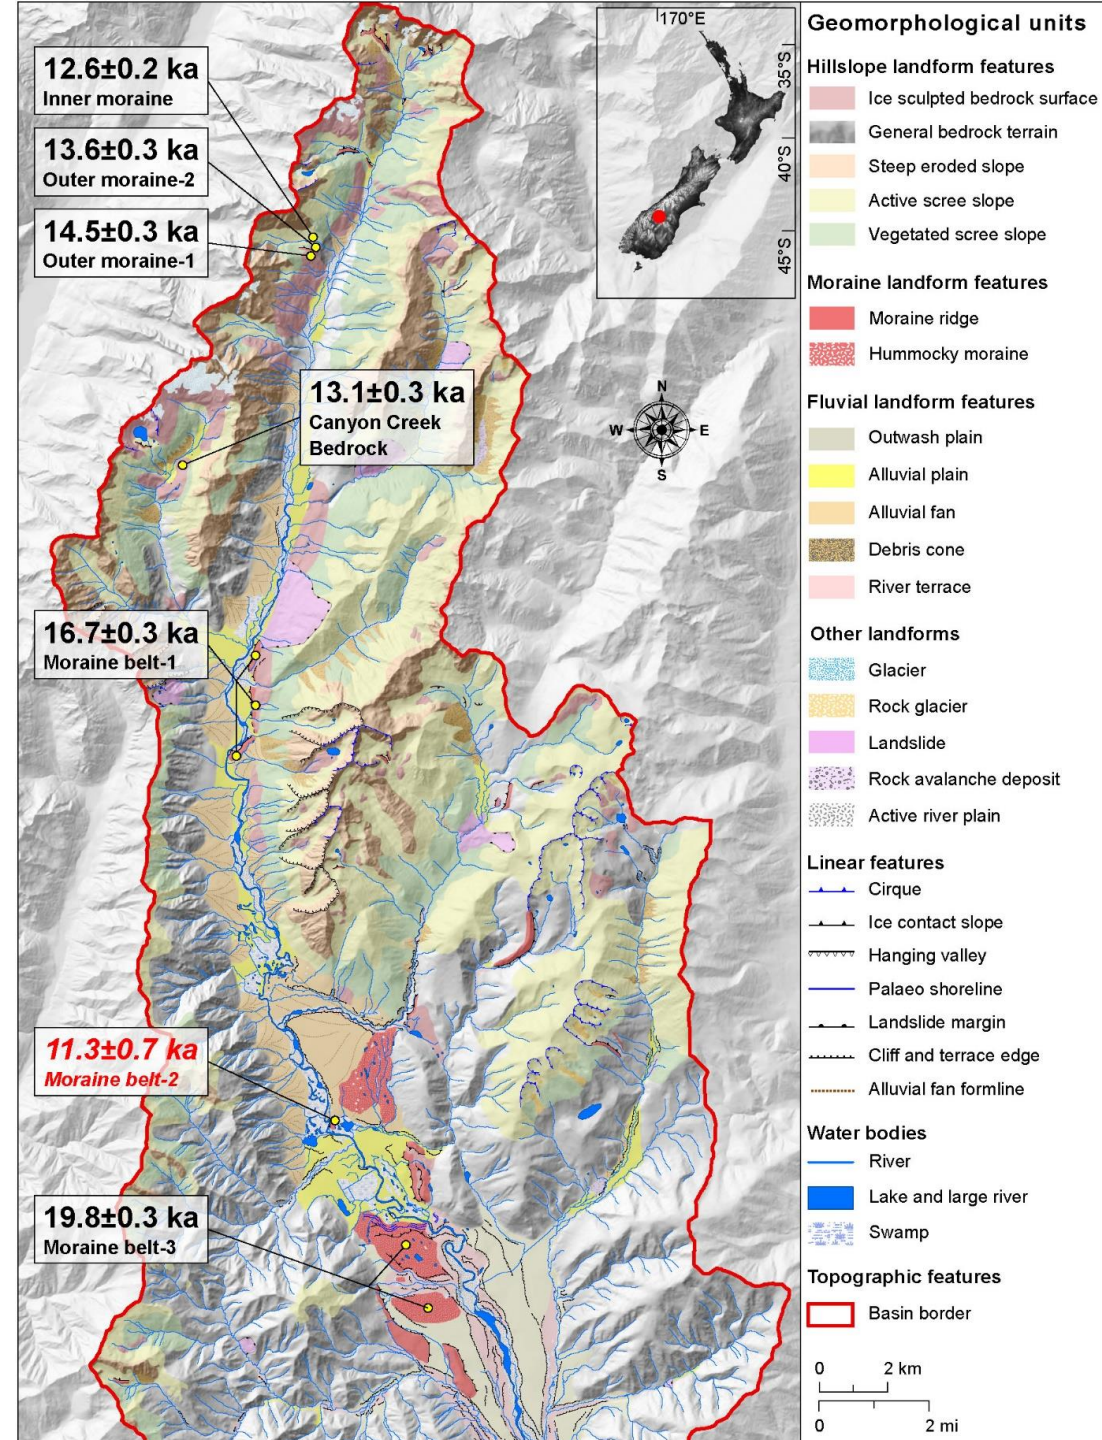 12.6±0.2 ka
Inner moraine
13.6±0.3 ka
Outer moraine-2
14.5±0.3 ka
Outer moraine-1
13.1±0.3 ka
Canyon Creek
Bedrock
16.7±0.3 ka
Moraine belt-1
11.3±0.7 ka
Moraine belt-2
19.8±0.3 ka
Moraine belt-3
170°E
35°S
40°S
45°S
N
W
E
S
Geomorphological units
Hillslope landform features
Ice sculpted bedrock surface
General bedrock terrain
Steep eroded slope
Active scree slope
Vegetated scree slope
Moraine landform features
Moraine ridge
Hummocky moraine
Fluvial landform features
Outwash plain
Alluvial plain
Alluvial fan
Debris cone
River terrace
Other landforms
Glacier
Rock glacier
Landslide
Rock avalanche deposit
Active river plain
Linear features
Cirque
Ice contact slope
Hanging valley
Palaeo shoreline
Landslide margin
Cliff and terrace edge
Alluvial fan formline
Water bodies
River
Lake and large river
Swamp
Topographic features
Basin border
0 2 km
0 2 mi